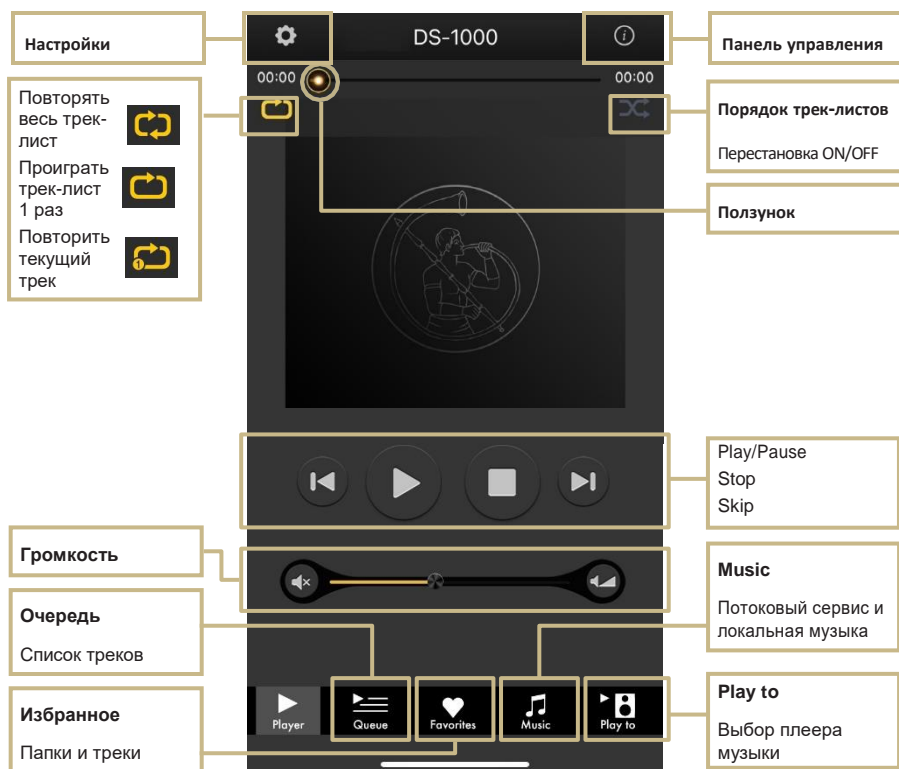 Настройки
DS-1000
Панель управления
00:00
00:00
Повторять
весь трек-
лист
Проиграть
трек-лист
1 раз
Повторить
текущий
трек
1
Порядок трек-листов
Перестановка ON/OFF
Ползунок
Play/Pause
Stop
Skip
Громкость
Очередь
Список треков
Избранное
Папки и треки
Music
Потоковый сервис и
локальная музыка
Play to
Выбор плеера
музыки
Player
Queue
Favorites
Music
Play to